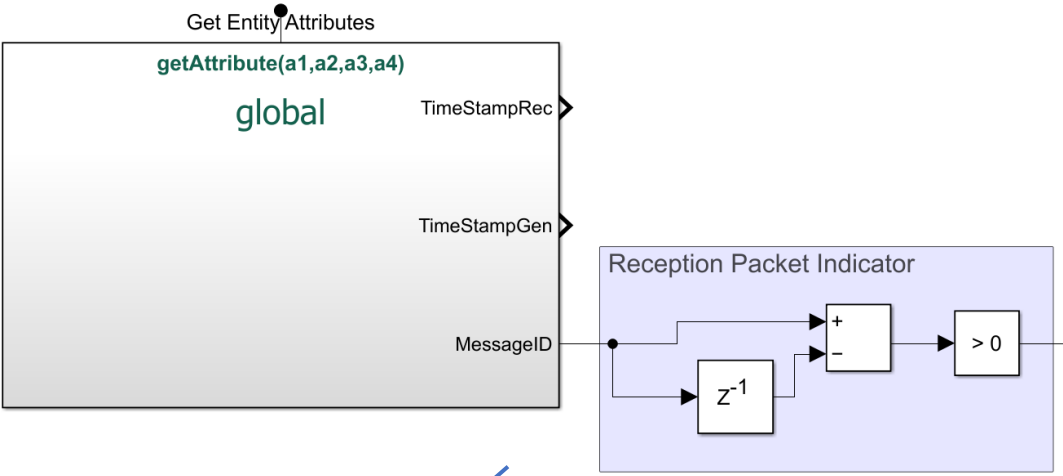 Get Entity Attributes
getAttribute(a1,a2,a3,a4)
global
TimeStampRec
TimeStampGen
MessageID
Reception Packet Indicator
+
−
> 0
Z-1